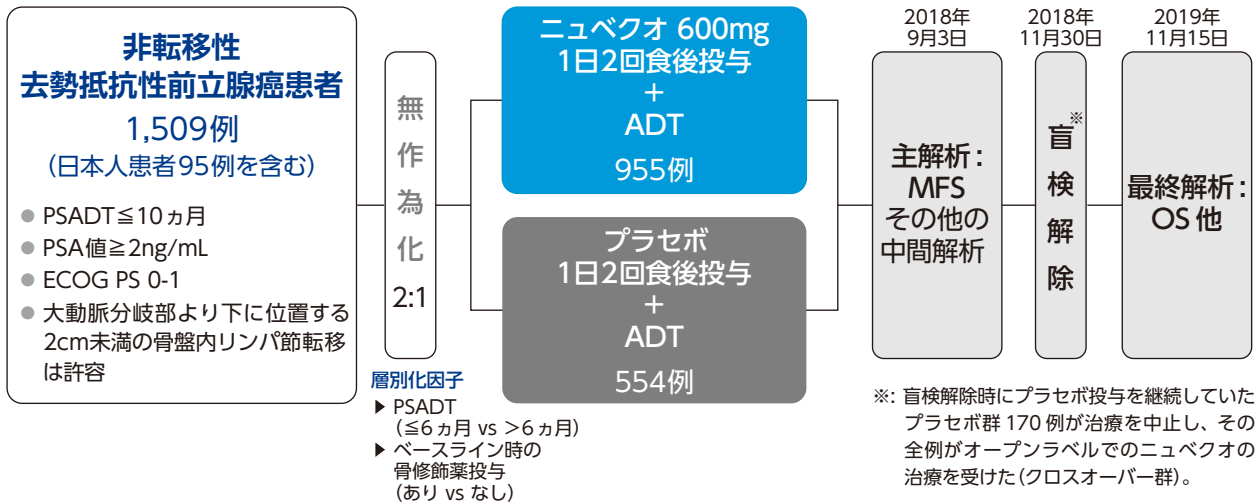 非転移性
去勢抵抗性前立腺癌患者
1,509例
(日本人患者95例を含む)
● PSADT≦10ヵ月
● PSA値≧2ng/mL
● ECOG PS 0-1
● 大動脈分岐部より下に位置する
2cm未満の骨盤内リンパ節転移
は許容
無
作
為
化
2:1
層別化因子
▶ PSADT
(≦6ヵ月 vs >6ヵ月)
▶ ベースライン時の
骨修飾薬投与
(あり vs なし)
ニュベクオ 600mg
1日2回食後投与
+
ADT
955例
プラセボ
1日2回食後投与
+
ADT
554例
2018年
9月3日
主解析：
MFS
その他の
中間解析
2018年
11月30日
盲※
検
解
除
2019年
11月15日
最終解析：
OS 他
※: 盲検解除時にプラセボ投与を継続していた
プラセボ群 170 例が治療を中止し、その
全例がオープンラベルでのニュベクオの
治療を受けた(クロスオーバー群)。